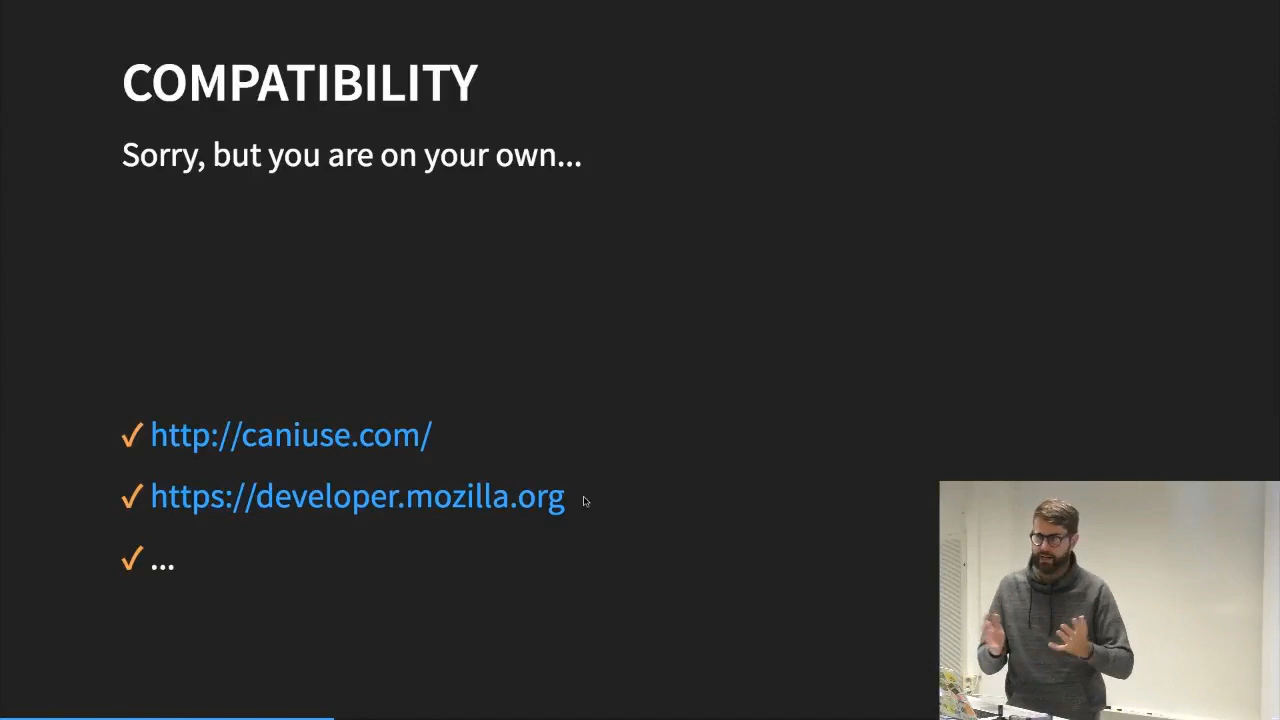 COMPATIBILITY
Sorry, but you are on your own...
✓ http://caniuse.com/
✓ https://developer.mozilla.org
✓ ...